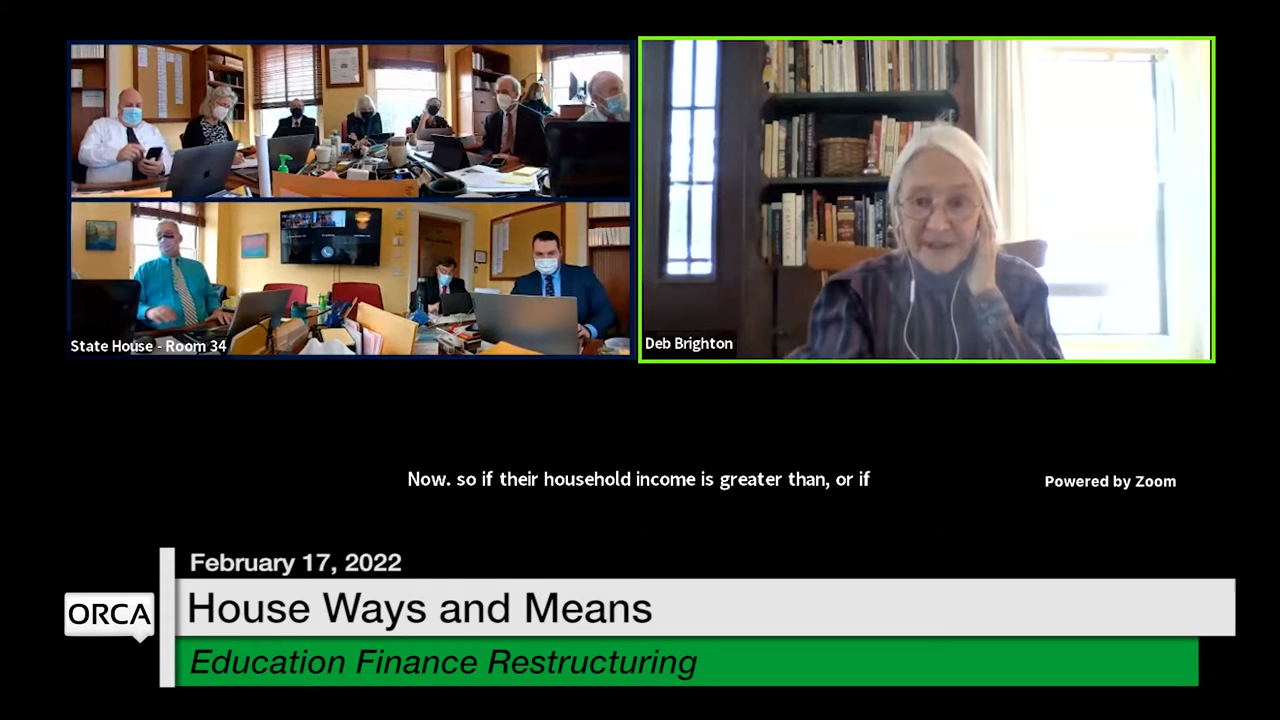 State House - Room 34
Deb Brighton
Now. so if their household income is greater than, or if
Powered by Zoom
February 17, 2022
ORCA
House Ways and Means
Education Finance Restructuring